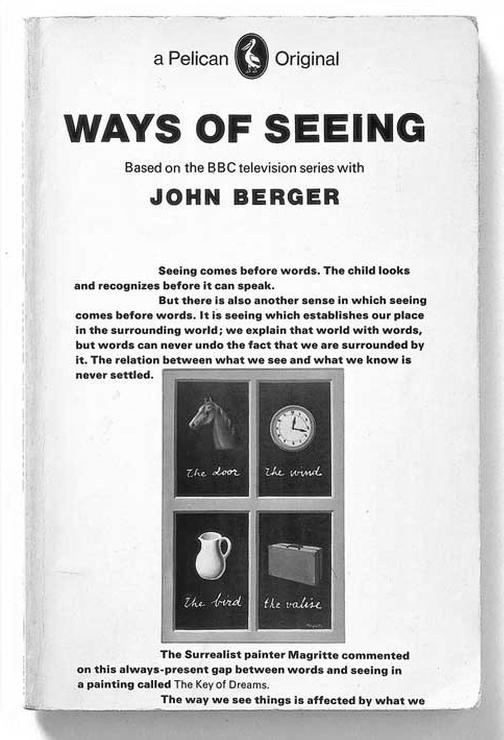 a Pelican Original
WAYS OF SEEING
Based on the BBC television series with
JOHN BERGER
Seeing comes before words. The child looks
and recognizes before it can speak.
But there is also another sense in which seeing
comes before words. It is seeing which establishes our place
in the surrounding world; we explain that world with words,
but words can never undo the fact that we are surrounded by
it. The relation between what we see and what we know is
never settled.
the door the wind
the bird the valise
The Surrealist painter Magritte commented
on this always-present gap between words and seeing in
a painting called The Key of Dreams.
The way we see things is affected by what we